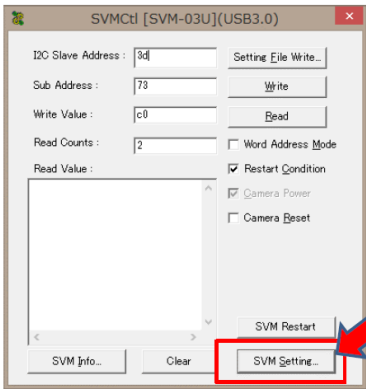 SVMCtl [SVM-03U](USB3.0)
I2C Slave Address : 3d Setting File Write...
Sub Address : 73 Write
Write Value : c0 Read
Read Counts : 2 Word Address Mode
Read Value : Restart Condition
Camera Power
Camera Reset
SVM Restart
SVM Info... Clear SVM Setting...